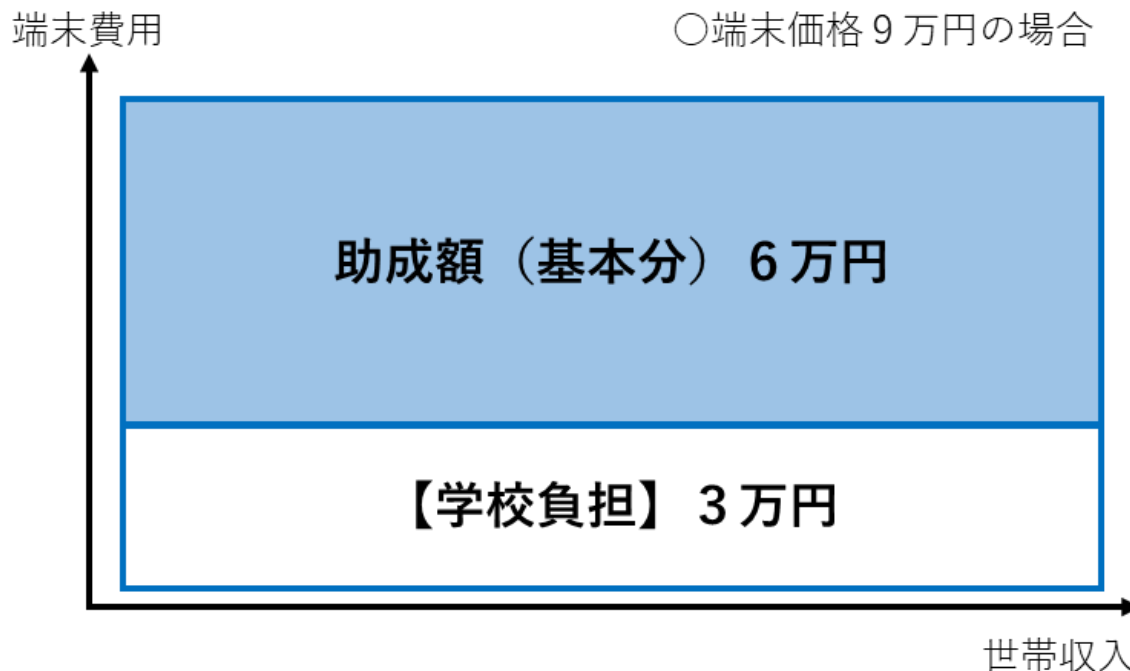 端末費用
○端末価格9万円の場合
助成額（基本分） 6万円
【学校負担】 3万円
世帯収入